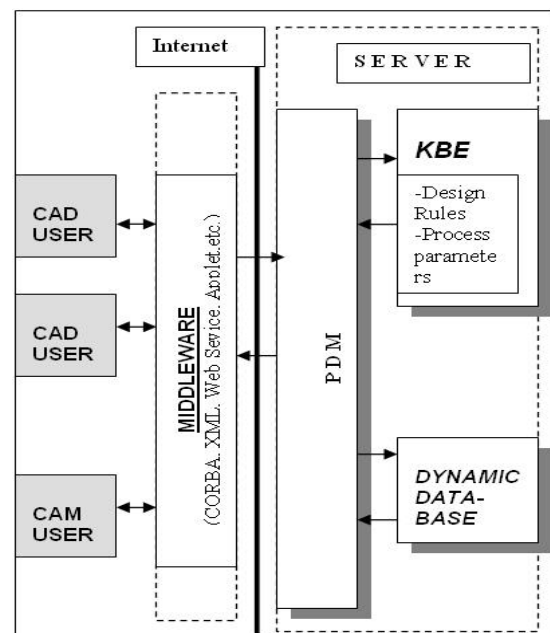 Internet
S E R V E R
CAD
USER
CAD
USER
CAM
USER
MIDDLEWARE
(CORBA. XML. Web Sevice. Applet.etc.)
PDM
KBE
-Design
Rules
-Process
paramete
rs
DYNAMIC
DATA-
BASE